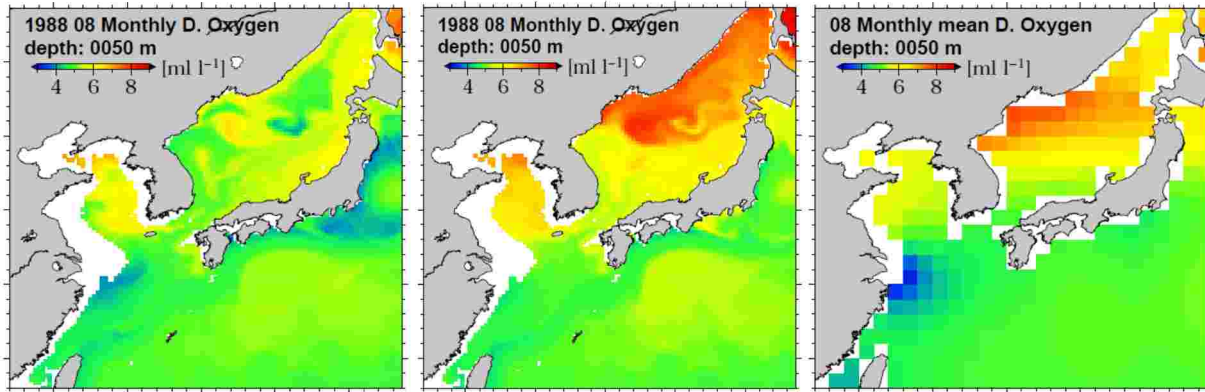 1988 08 Monthly D. Oxygen
depth: 0050 m
[ml l⁻¹]
4 6 8
1988 08 Monthly D. Oxygen
depth: 0050 m
[ml l⁻¹]
4 6 8
08 Monthly mean D. Oxygen
depth: 0050 m
[ml l⁻¹]
4 6 8